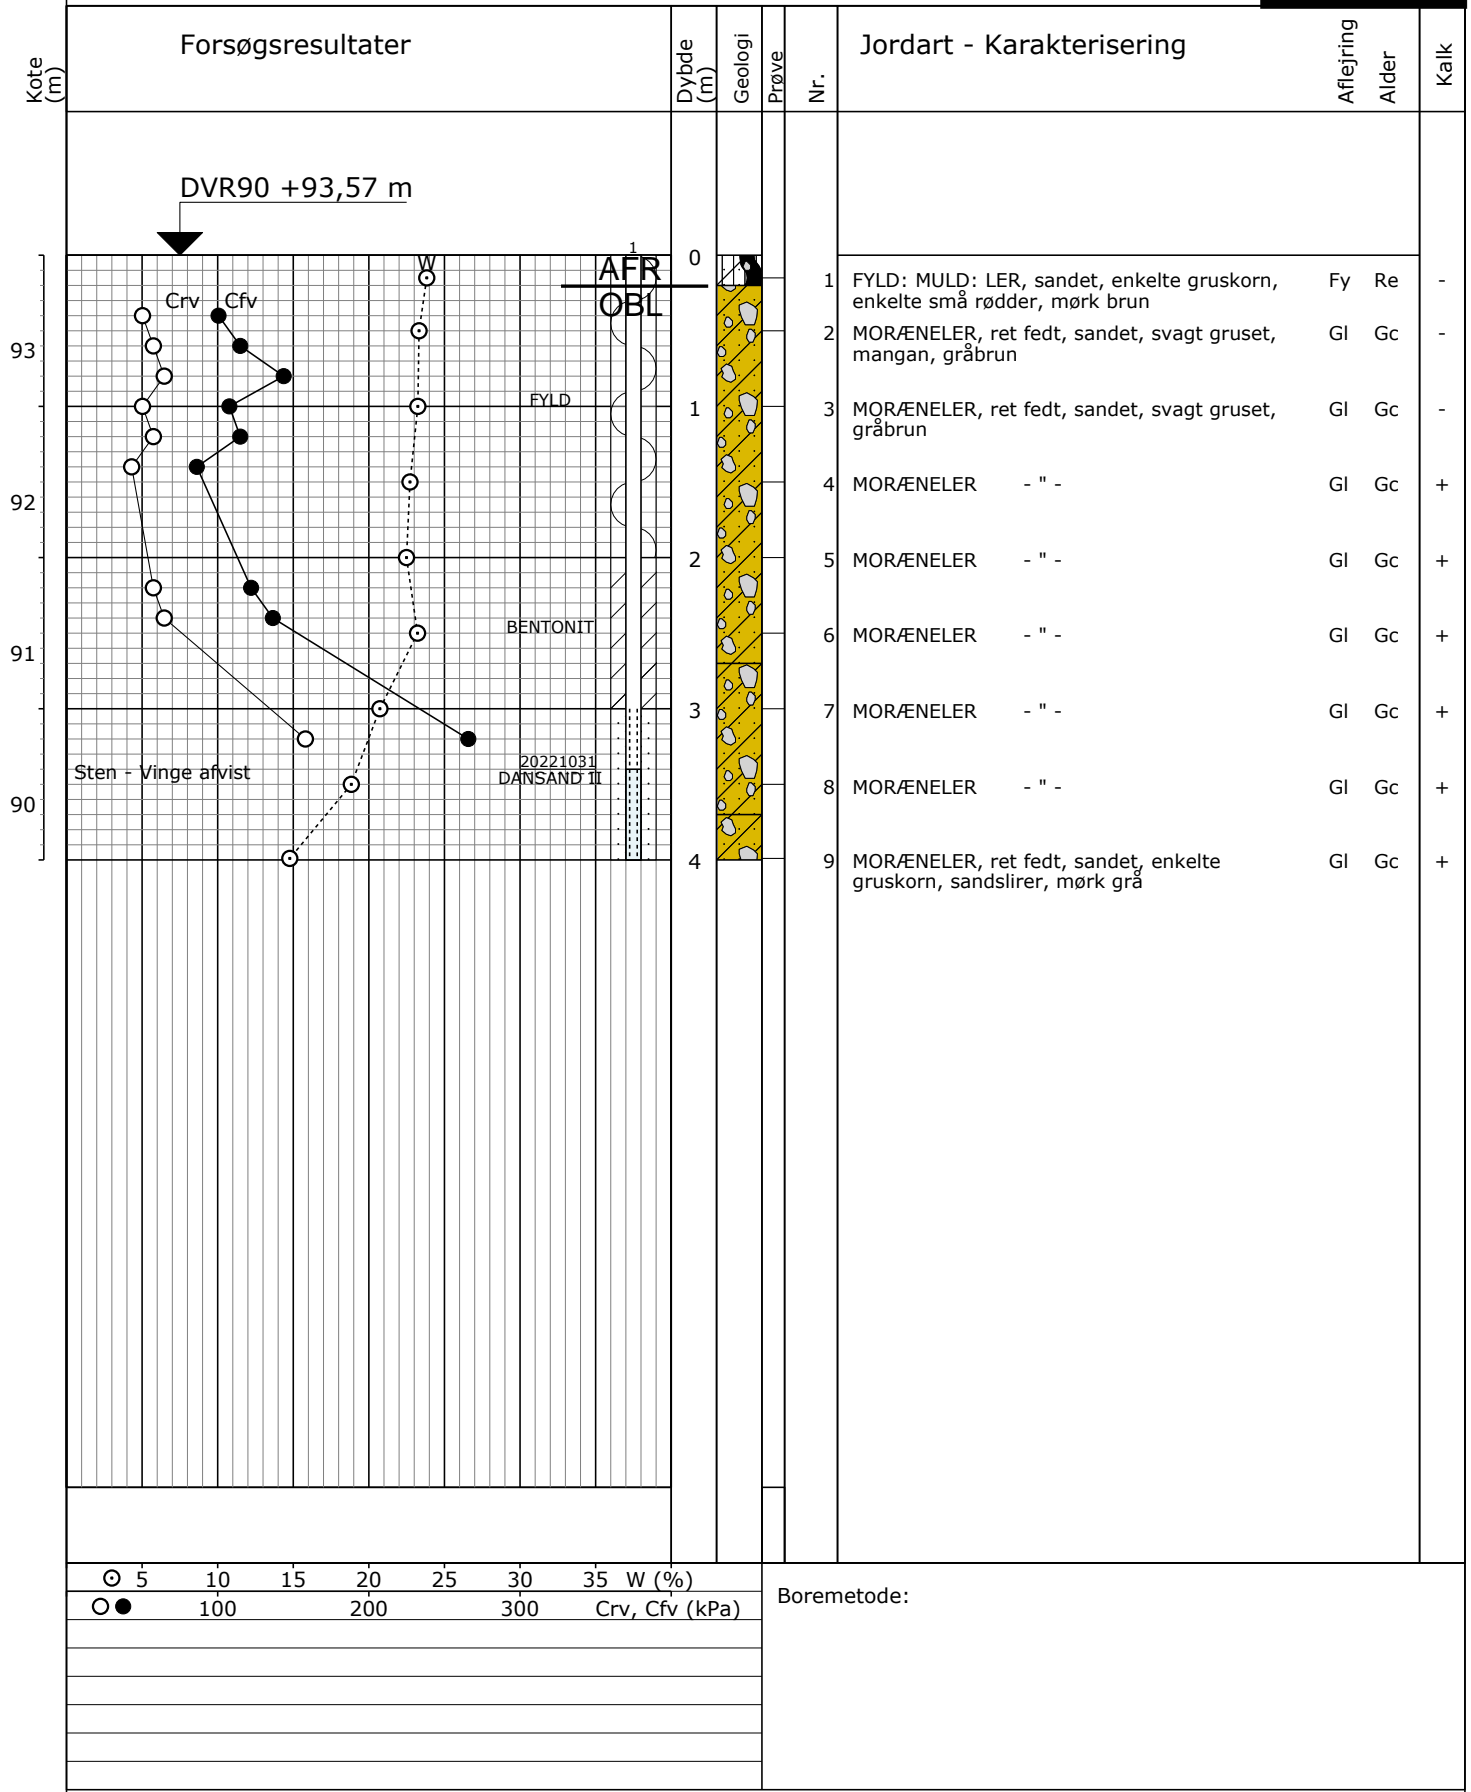 Kote
(m)
Forsøgsresultater
Dybde
(m)
Geologi
Prøve
Nr.
Jordart - Karakterisering
Aflejring
Alder
Kalk
DVR90 +93,57 m
1
W
AFR
0
OBL
Crv Cfv
1 FYLD: MULD: LER, sandet, enkelte gruskorn, Fy Re -
enkelte små rødder, mørk brun
2 MORÆNELER, ret fedt, sandet, svagt gruset, Gl Gc -
mangan, gråbrun
93
FYLD
1
3 MORÆNELER, ret fedt, sandet, svagt gruset, Gl Gc -
gråbrun
4 MORÆNELER - " - Gl Gc +
92
2
5 MORÆNELER - " - Gl Gc +
BENTONIT
6 MORÆNELER - " - Gl Gc +
91
3
7 MORÆNELER - " - Gl Gc +
20221031
Sten - Vinge afvist
DANSAND II
8 MORÆNELER - " - Gl Gc +
90
4
9 MORÆNELER, ret fedt, sandet, enkelte Gl Gc +
gruskorn, sandslirer, mørk grå
5 10 15 20 25 30 35 W (%)
100 200 300 Crv, Cfv (kPa)
Boremetode: